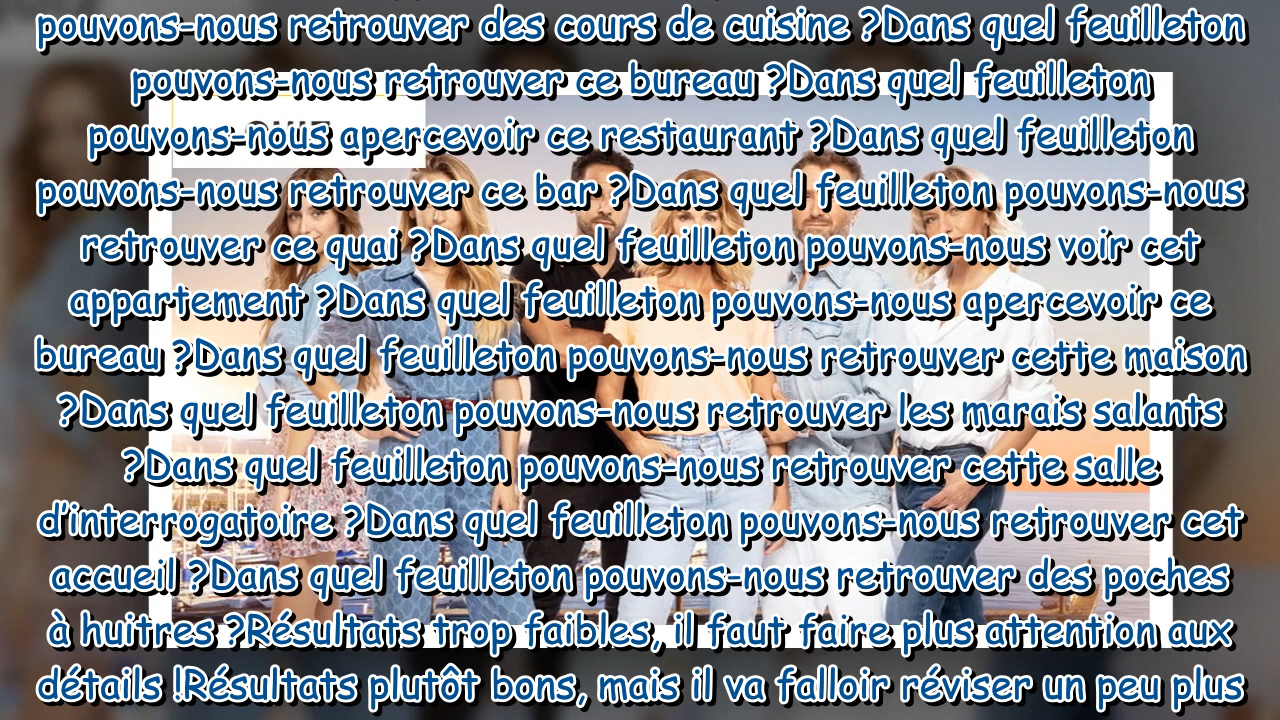 pouvons-nous retrouver des cours de cuisine ?Dans quel feuilleton
pouvons-nous retrouver ce bureau ?Dans quel feuilleton
pouvons-nous apercevoir ce restaurant ?Dans quel feuilleton
pouvons-nous retrouver ce bar ?Dans quel feuilleton pouvons-nous
retrouver ce quai ?Dans quel feuilleton pouvons-nous voir cet
appartement ?Dans quel feuilleton pouvons-nous apercevoir ce
bureau ?Dans quel feuilleton pouvons-nous retrouver cette maison
?Dans quel feuilleton pouvons-nous retrouver les marais salants
?Dans quel feuilleton pouvons-nous retrouver cette salle
d’interrogatoire ?Dans quel feuilleton pouvons-nous retrouver cet
accueil ?Dans quel feuilleton pouvons-nous retrouver des poches
à huitres ?Résultats trop faibles, il faut faire plus attention aux
détails !Résultats plutôt bons, mais il va falloir réviser un peu plus